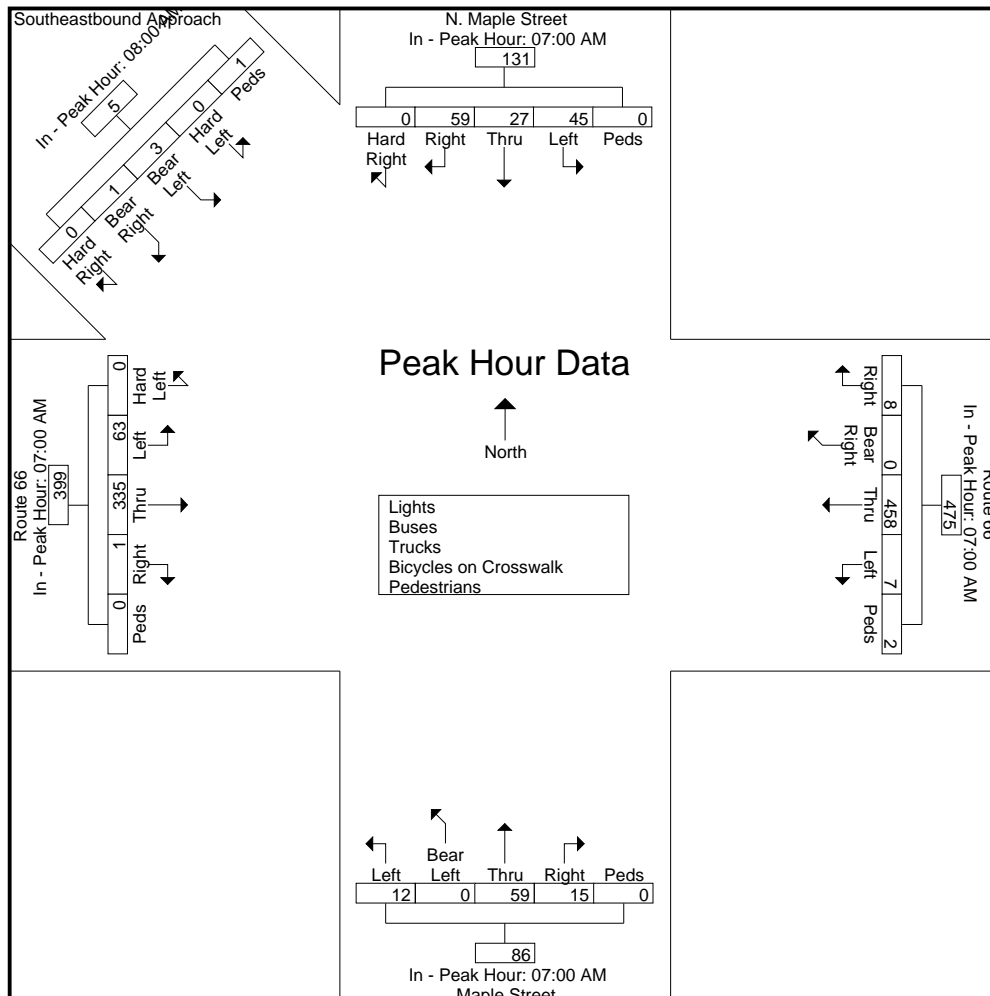 Southeastbound Approach
In - Peak Hour: 08:00 AM
5
0 1 3 0 1
Hard Right
Bear Right
Bear Left
Hard Left
Peds
N. Maple Street
In - Peak Hour: 07:00 AM
131
0 59 27 45 0
Hard Right Thru Left Peds
Right
Peak Hour Data
North
Lights
Buses
Trucks
Bicycles on Crosswalk
Pedestrians
Route 66
In - Peak Hour: 07:00 AM
399
0 63 335 1 0
Hard Left Thru Right Peds
Left
Route 66
In - Peak Hour: 07:00 AM
475
8 0 458 7 2
Right Bear Thru Left Peds
Right
Bear
Left Left Thru Right Peds
12 0 59 15 0
86
In - Peak Hour: 07:00 AM
Maple Street